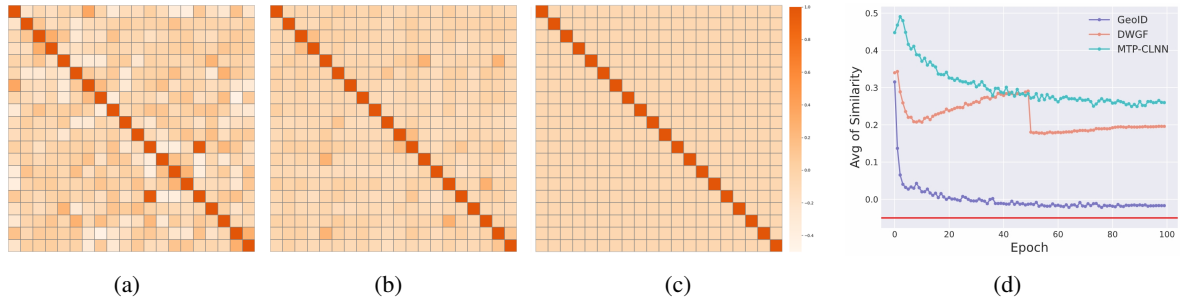 1.0
0.8
0.6
0.4
0.2
0.0
−0.2
−0.4
0.5
0.4
0.3
0.2
0.1
0.0
Avg of Similarity
GeoID
DWGF
MTP-CLNN
0 20 40 60 80 100
Epoch
(a) (b) (c) (d)